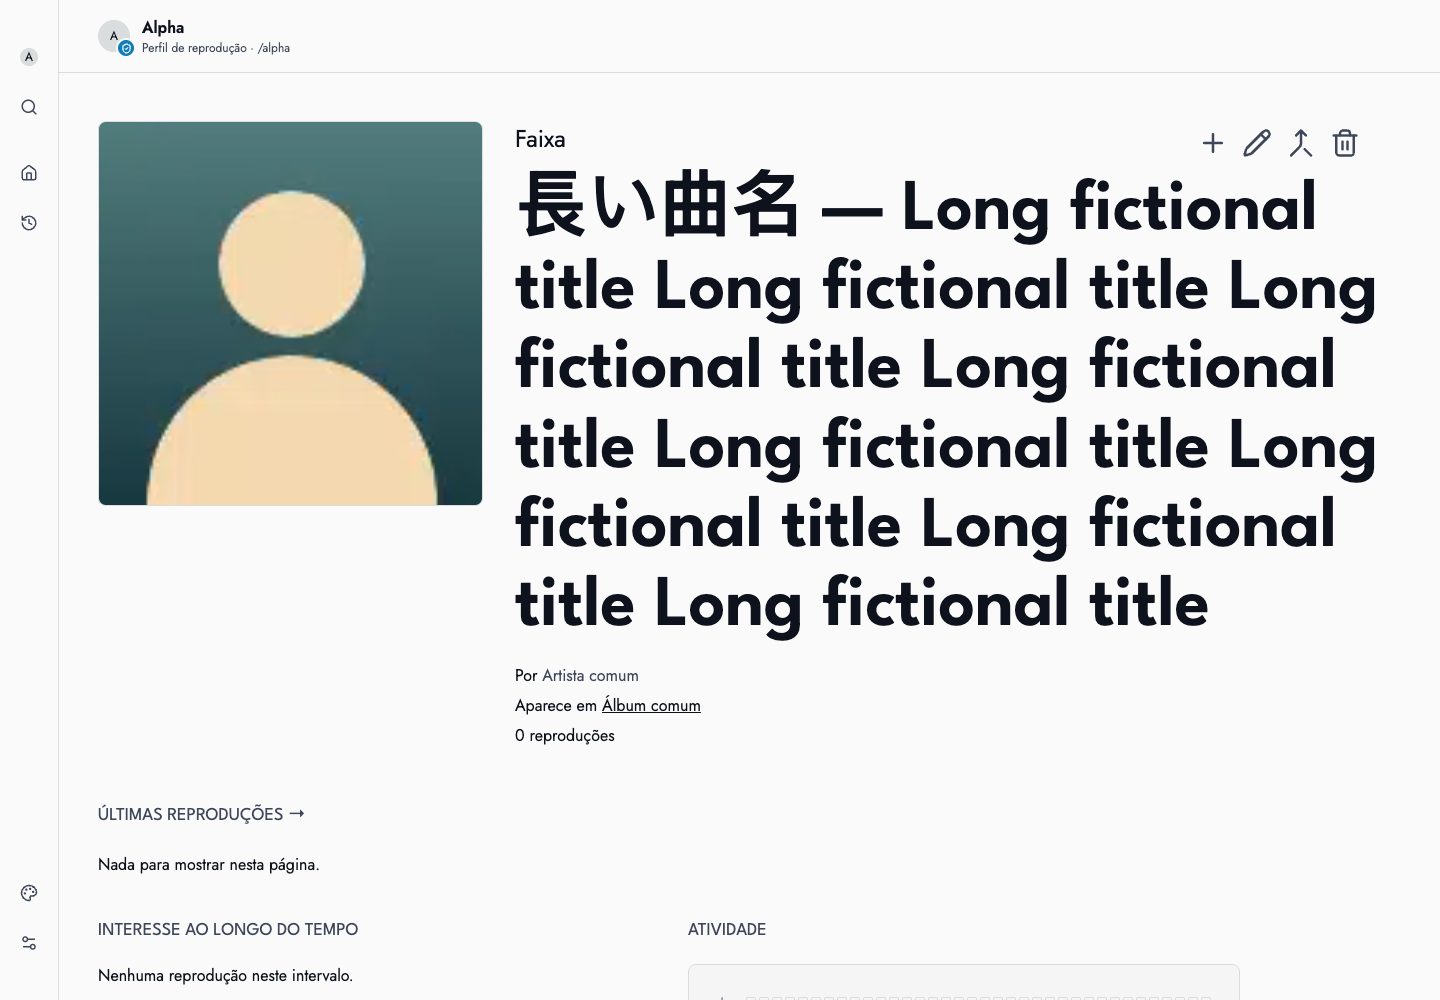 A
Alpha
Perfil de reprodução · /alpha
A
Faixa
長い曲名 — Long fictional
title Long fictional title Long
fictional title Long fictional
title Long fictional title Long
fictional title Long fictional
title Long fictional title
Por Artista comum
Aparece em Álbum comum
0 reproduções
ÚLTIMAS REPRODUÇÕES →
Nada para mostrar nesta página.
INTERESSE AO LONGO DO TEMPO
Nenhuma reprodução neste intervalo.
ATIVIDADE